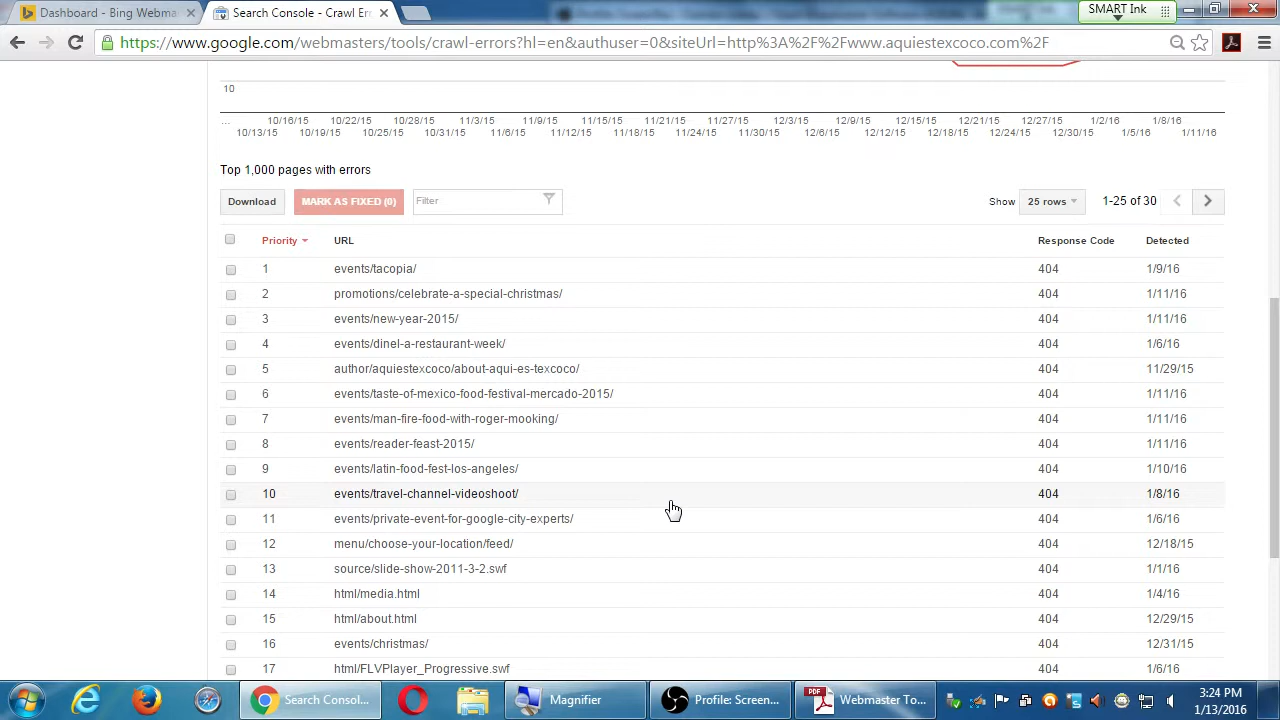 Dashboard - Bing Webma
Search Console - Crawl Err
SMART Ink
https://www.google.com/webmasters/tools/crawl-errors?hl=en&authuser=0&siteUrl=http%3A%2F%2Fwww.aquiestexcoco.com%2F
10
... 10/16/15 10/22/15 10/28/15 11/3/15 11/9/15 11/15/15 11/21/15 11/27/15 12/3/15 12/9/15 12/15/15 12/21/15 12/27/15 1/2/16 1/8/16
10/13/15 10/19/15 10/25/15 10/31/15 11/6/15 11/12/15 11/18/15 11/24/15 11/30/15 12/6/15 12/12/15 12/18/15 12/24/15 12/30/15 1/5/16 1/11/16
Top 1,000 pages with errors
Download MARK AS FIXED (0) Filter Show 25 rows 1-25 of 30
Priority URL Response Code Detected
1 events/tacopia/ 404 1/9/16
2 promotions/celebrate-a-special-christmas/ 404 1/11/16
3 events/new-year-2015/ 404 1/11/16
4 events/dinel-a-restaurant-week/ 404 1/6/16
5 author/aquiestexcoco/about-aqui-es-texcoco/ 404 11/29/15
6 events/taste-of-mexico-food-festival-mercado-2015/ 404 1/11/16
7 events/man-fire-food-with-roger-mooking/ 404 1/11/16
8 events/reader-feast-2015/ 404 1/11/16
9 events/latin-food-fest-los-angeles/ 404 1/10/16
10 events/travel-channel-videoshoot/ 404 1/8/16
11 events/private-event-for-google-city-experts/ 404 1/6/16
12 menu/choose-your-location/feed/ 404 12/18/15
13 source/slide-show-2011-3-2.swf 404 1/1/16
14 html/media.html 404 1/4/16
15 html/about.html 404 12/29/15
16 events/christmas/ 404 12/31/15
17 html/FLVPlayer_Progressive.swf 404 1/6/16
Search Consol... Magnifier Profile: Screen... PDF Webmaster To... 3:24 PM
1/13/2016